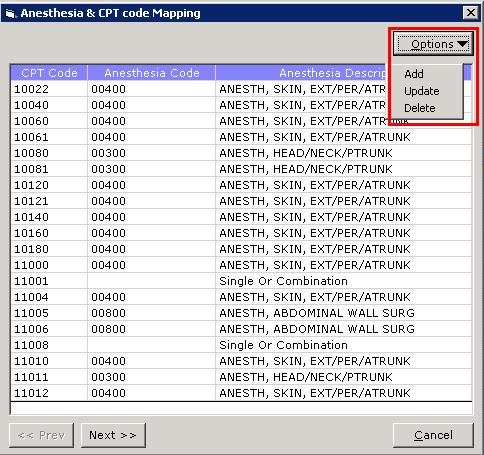 Anesthesia & CPT code Mapping
Options
Add
Update
Delete
CPT Code Anesthesia Code Anesthesia Descrip
10022 00400 ANESTH, SKIN, EXT/PER/ATRUNK
10040 00400 ANESTH, SKIN, EXT/PER/ATRUNK
10060 00400 ANESTH, SKIN, EXT/PER/ATRUNK
10061 00400 ANESTH, SKIN, EXT/PER/ATRUNK
10080 00300 ANESTH, HEAD/NECK/PTRUNK
10081 00300 ANESTH, HEAD/NECK/PTRUNK
10120 00400 ANESTH, SKIN, EXT/PER/ATRUNK
10121 00400 ANESTH, SKIN, EXT/PER/ATRUNK
10140 00400 ANESTH, SKIN, EXT/PER/ATRUNK
10160 00400 ANESTH, SKIN, EXT/PER/ATRUNK
10180 00400 ANESTH, SKIN, EXT/PER/ATRUNK
11000 00400 ANESTH, SKIN, EXT/PER/ATRUNK
11001 Single Or Combination
11004 00400 ANESTH, SKIN, EXT/PER/ATRUNK
11005 00800 ANESTH, ABDOMINAL WALL SURG
11006 00800 ANESTH, ABDOMINAL WALL SURG
11008 Single Or Combination
11010 00400 ANESTH, SKIN, EXT/PER/ATRUNK
11011 00300 ANESTH, HEAD/NECK/PTRUNK
11012 00400 ANESTH, SKIN, EXT/PER/ATRUNK
<< Prev Next >> Cancel